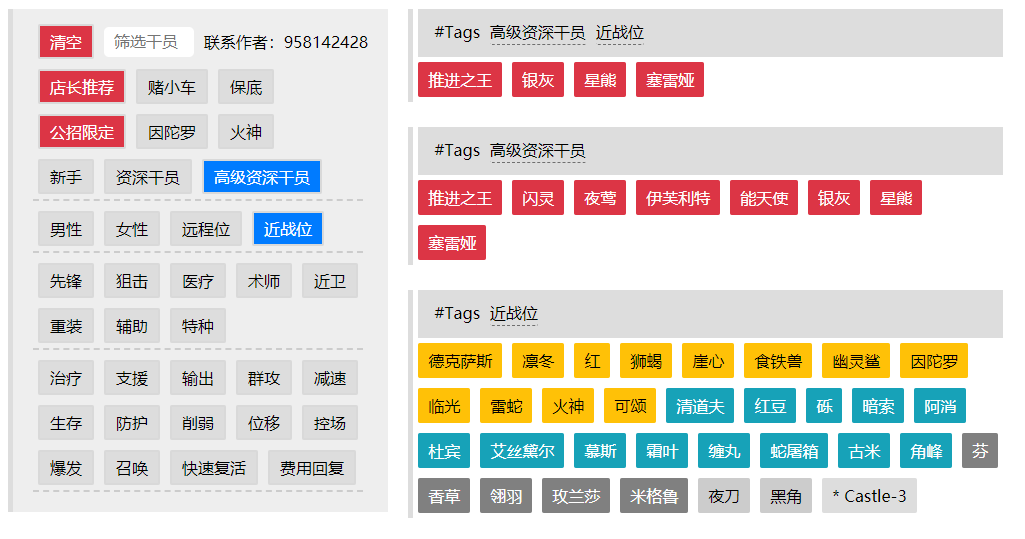 清空 筛选干员 联系作者：958142428
店长推荐 赌小车 保底
公招限定 因陀罗 火神
新手 资深干员 高级资深干员
男性 女性 远程位 近战位
先锋 狙击 医疗 术师 近卫
重装 辅助 特种
治疗 支援 输出 群攻 减速
生存 防护 削弱 位移 控场
爆发 召唤 快速复活 费用回复
#Tags 高级资深干员 近战位
推进之王 银灰 星熊 塞雷娅
#Tags 高级资深干员
推进之王 闪灵 夜莺 伊芙利特 能天使 银灰 星熊
塞雷娅
#Tags 近战位
德克萨斯 凛冬 红 狮蝎 崖心 食铁兽 幽灵鲨 因陀罗
临光 雷蛇 火神 可颂 清道夫 红豆 砾 暗索 阿消
杜宾 艾丝黛尔 慕斯 霜叶 缠丸 蛇屠箱 古米 角峰 芬
香草 翎羽 玫兰莎 米格鲁 夜刀 黑角 * Castle-3